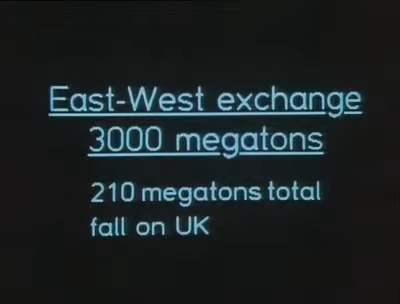 East-West exchange
3000 megatons
210 megatons total
fall on UK